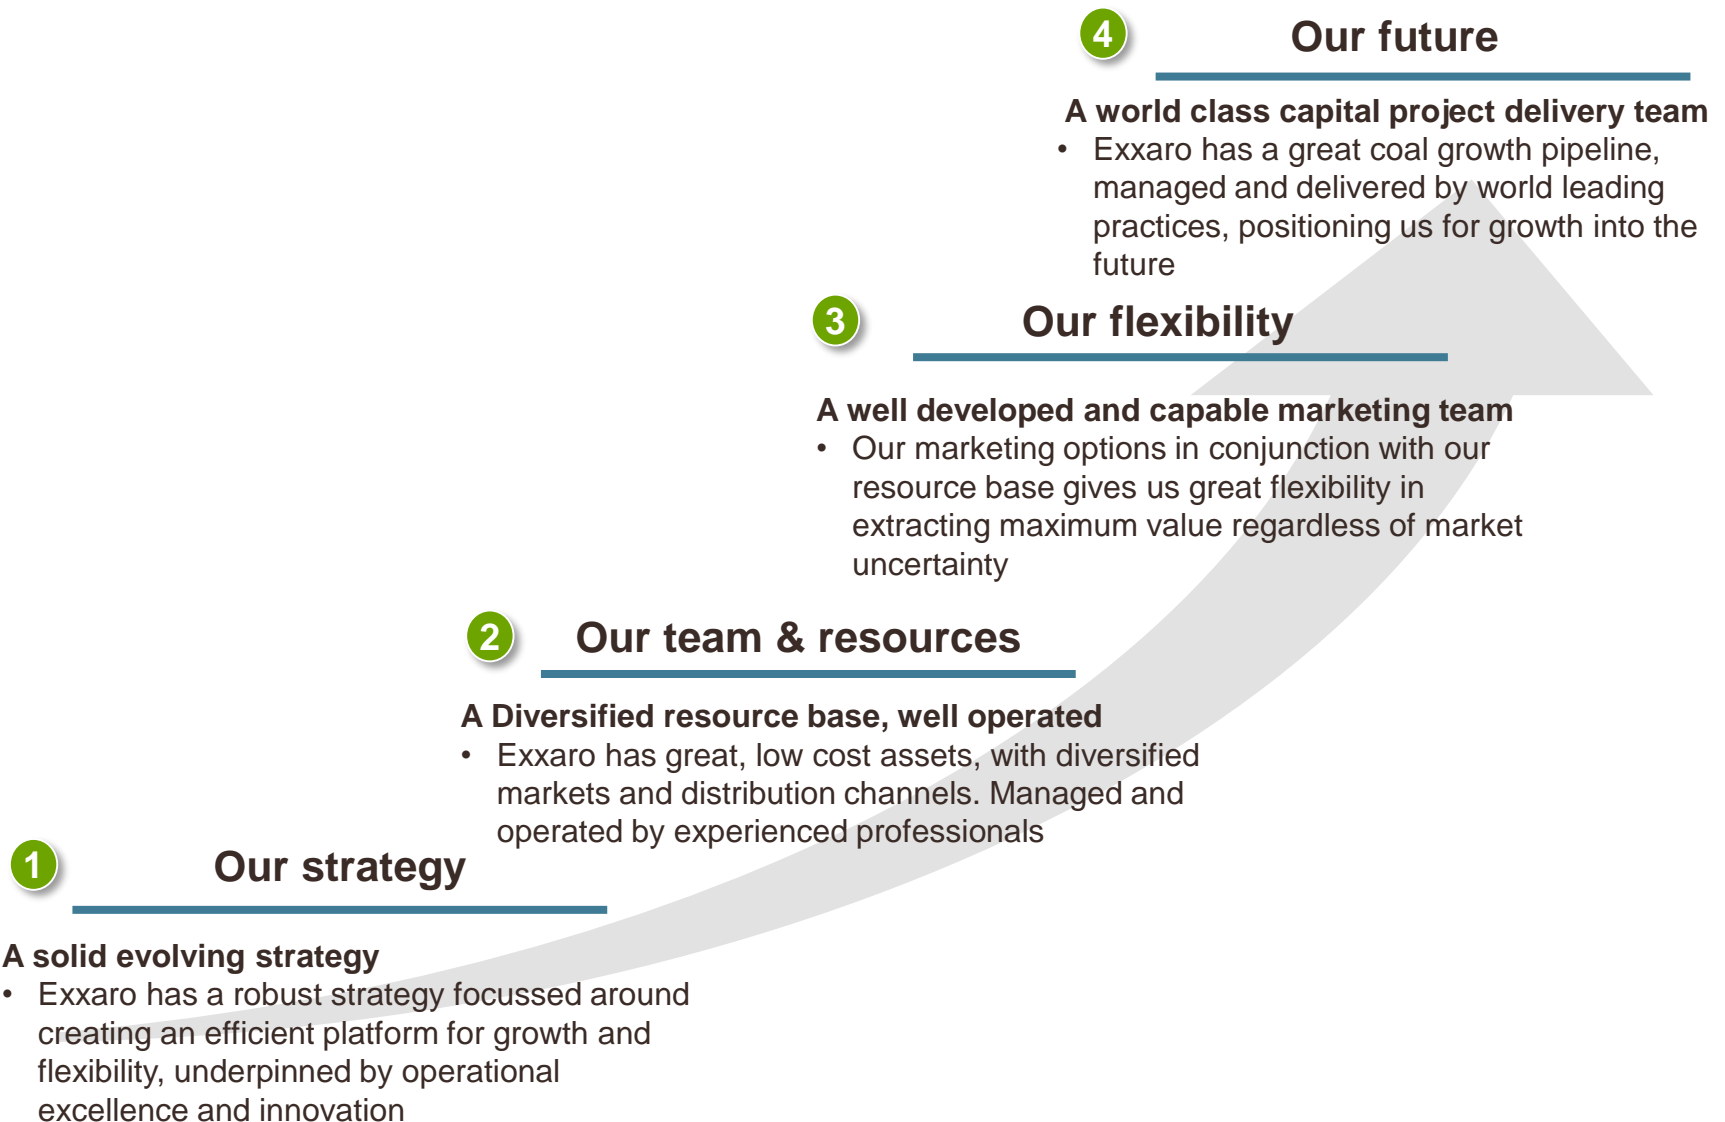 4
Our future
A world class capital project delivery team
• Exxaro has a great coal growth pipeline,
managed and delivered by world leading
practices, positioning us for growth into the
future
3
Our flexibility
A well developed and capable marketing team
• Our marketing options in conjunction with our
resource base gives us great flexibility in
extracting maximum value regardless of market
uncertainty
2
Our team & resources
A Diversified resource base, well operated
• Exxaro has great, low cost assets, with diversified
markets and distribution channels. Managed and
operated by experienced professionals
1
Our strategy
A solid evolving strategy
• Exxaro has a robust strategy focussed around
creating an efficient platform for growth and
flexibility, underpinned by operational
excellence and innovation